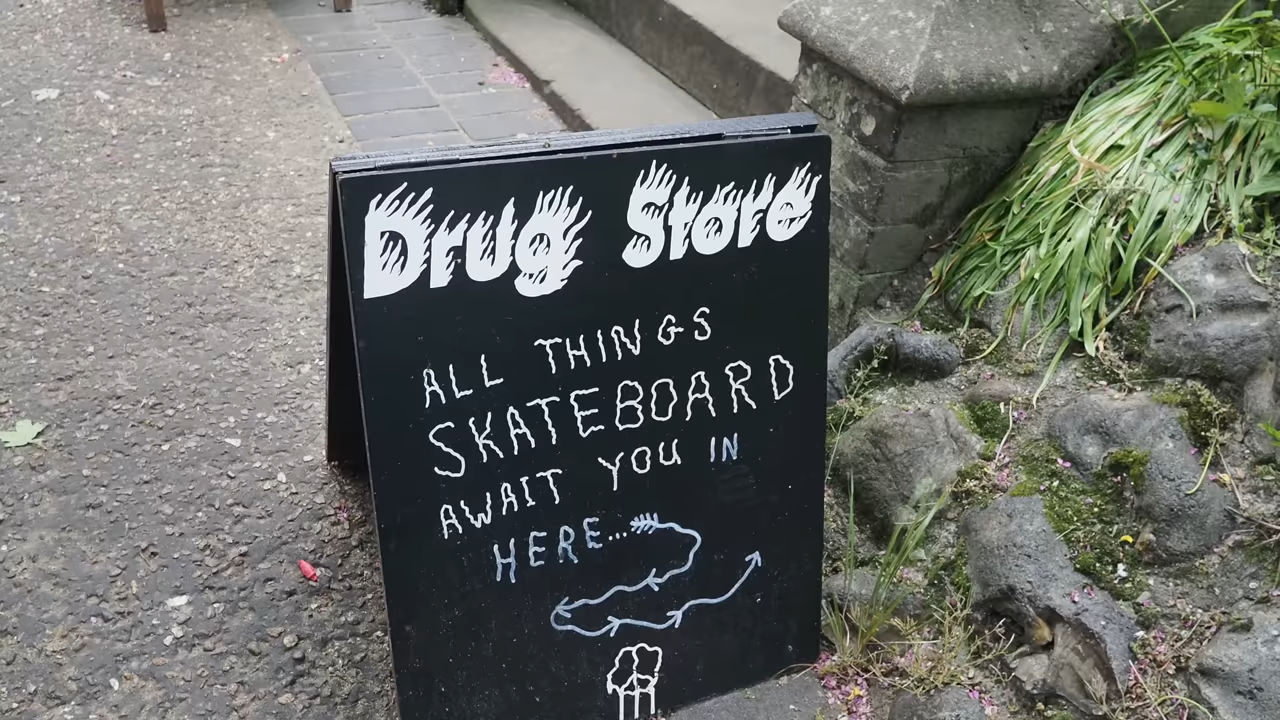 Drug Store
ALL THINGS
SKATEBOARD
AWAIT YOU IN
HERE...